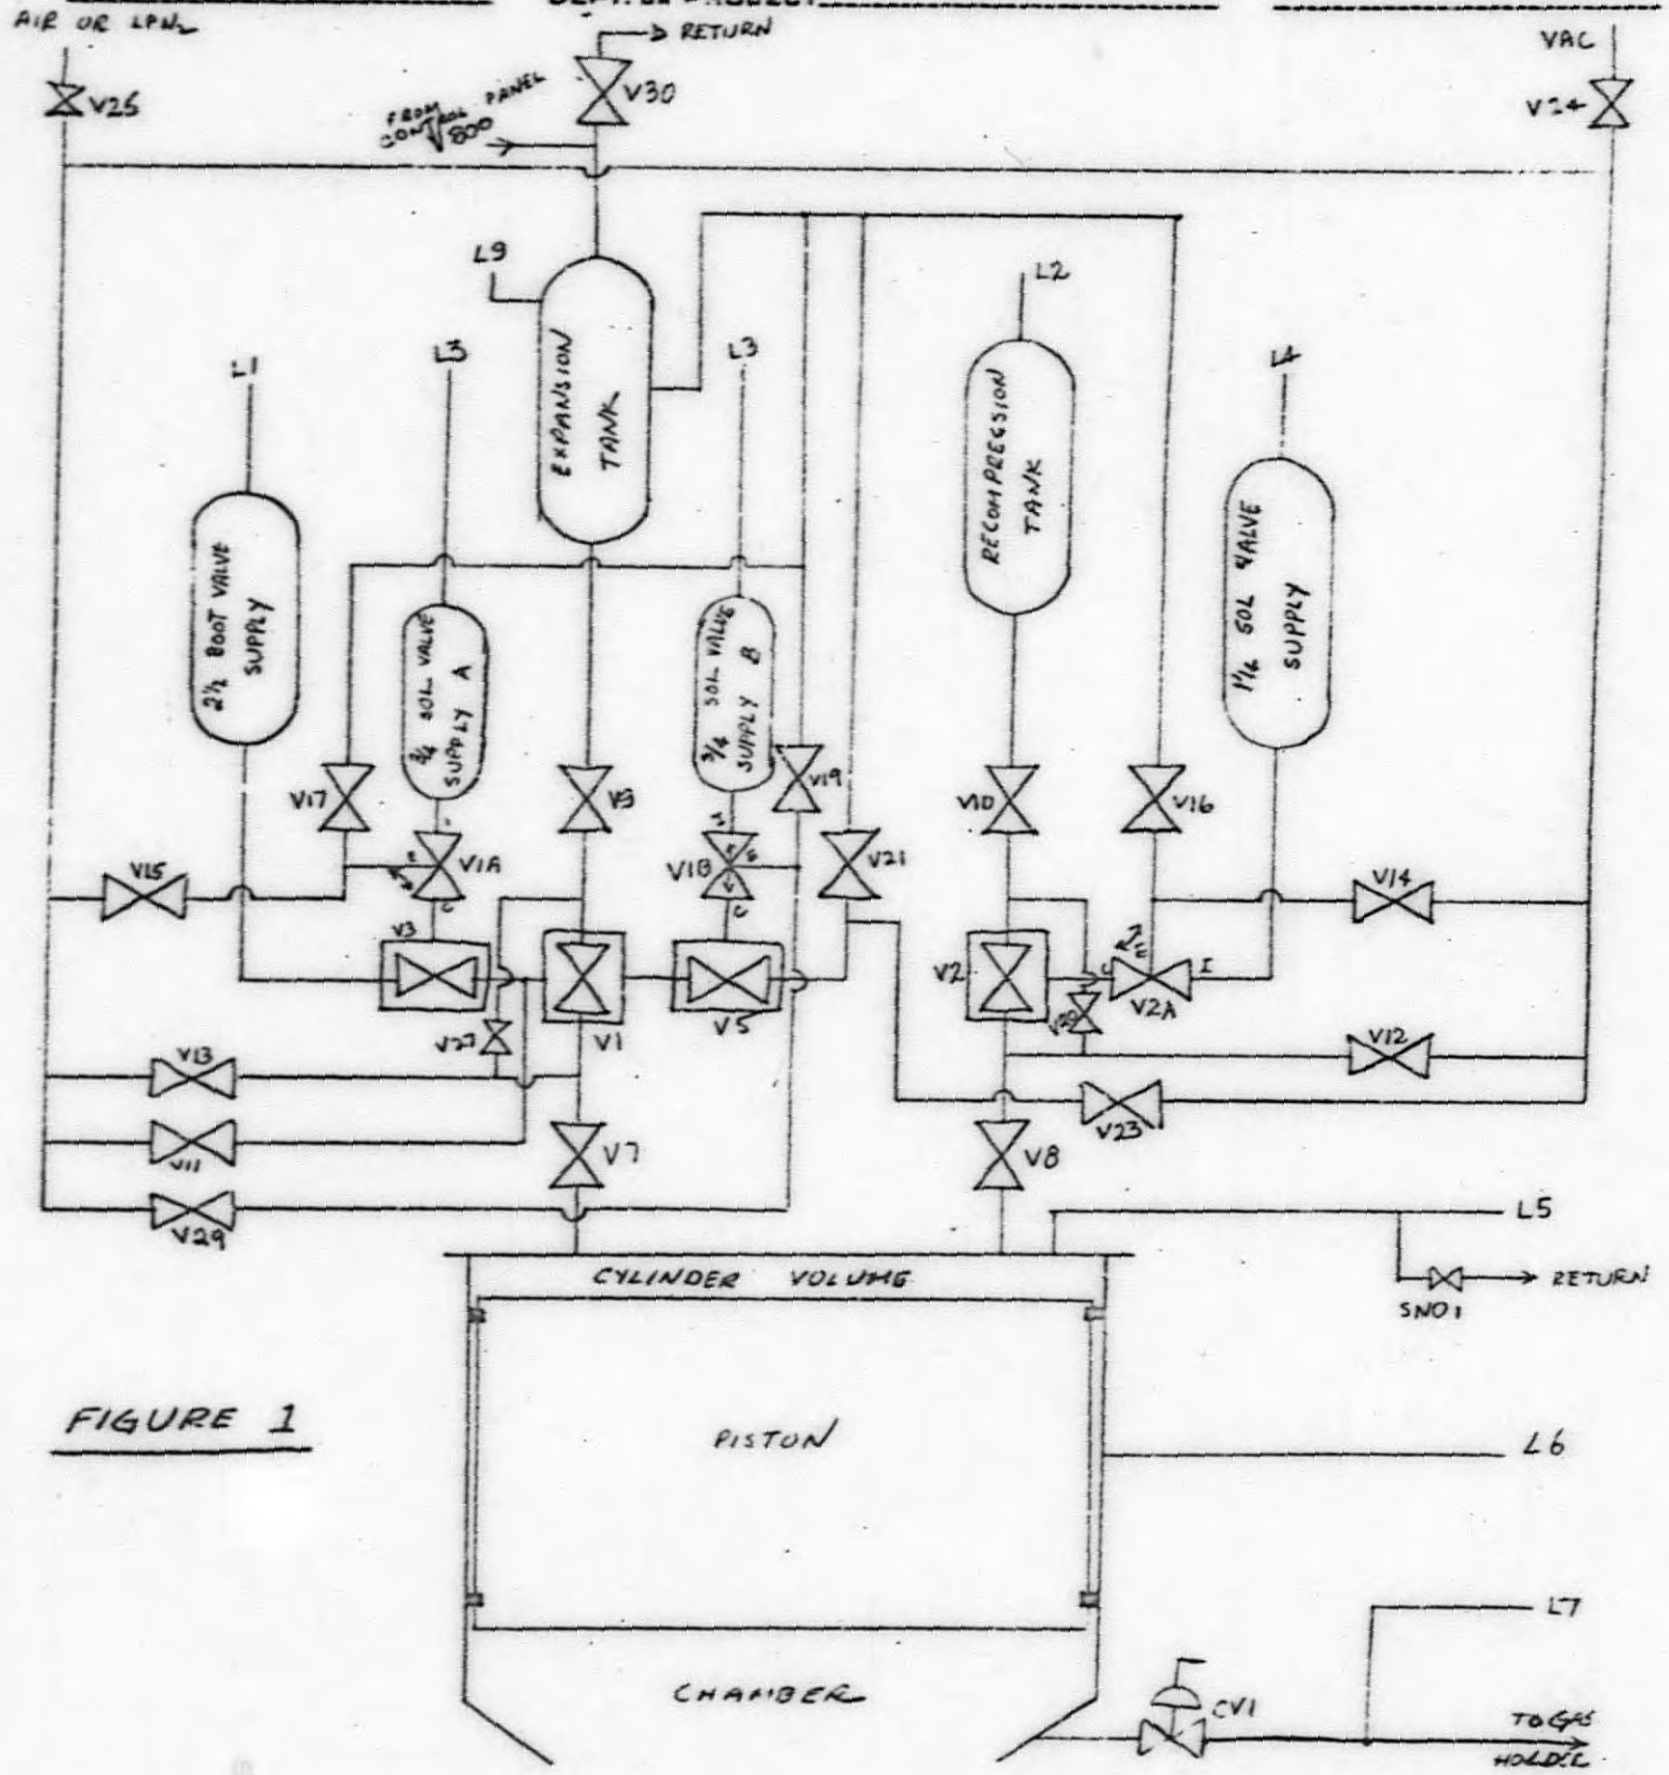 AIR OR LPN2
RETURN
VAC
V25
V30
V24
FROM
CONTROL PANEL
V800
L9
L2
L1
L3
L3
L4
EXPANSION
TANK
RECOMPRESSION
TANK
2½ BOOT VALVE
SUPPLY
¾ SOL VALVE
SUPPLY A
3/4 SOL VALVE
SUPPLY B
SOL VALVE
SUPPLY
V17
V9
V19
V10
V16
V15
V1A
E
C
I
V1B
E
C
V21
V14
V3
V2
C
E
I
V2A
V27
V1
V5
V13
V12
V11
V7
V8
V23
V29
L5
CYLINDER VOLUME
RETURN
SN01
FIGURE 1
PISTON
L6
L7
CHAMBER
CV1
TO GAS
HOLDER